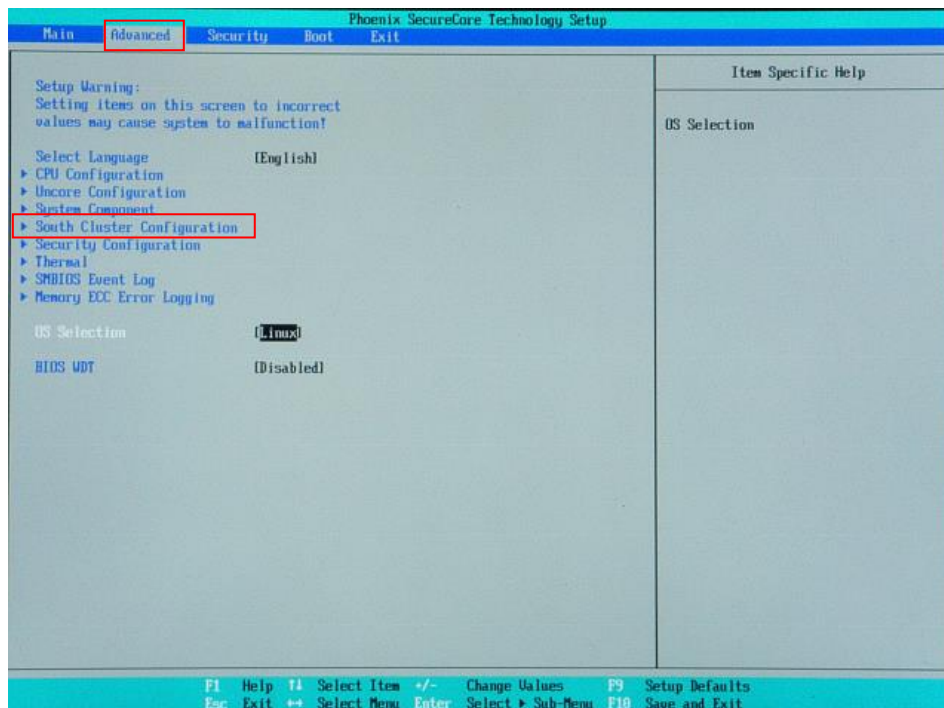 Phoenix SecureCore Technology Setup
Main Advanced Security Boot Exit
Item Specific Help
Setup Warning:
Setting items on this screen to incorrect
values may cause system to malfunction!
OS Selection
Select Language [English]
CPU Configuration
Uncore Configuration
System Component
South Cluster Configuration
Security Configuration
Thermal
SMBIOS Event Log
Memory ECC Error Logging
OS Selection [Linux]
BIOS WDT [Disabled]
F1 Help ↑↓ Select Item +/- Change Values F9 Setup Defaults
Esc Exit ↔ Select Menu Enter Select ▶ Sub-Menu F10 Save and Exit